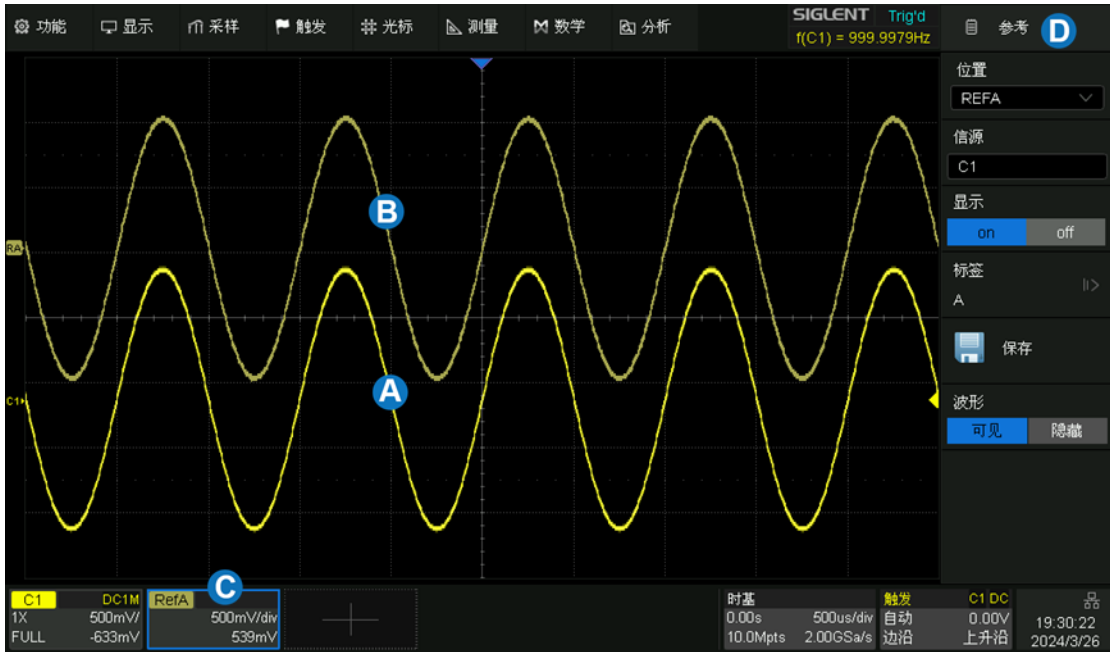 功能 显示 采样 触发 光标 测量 数学 分析 SIGLENT Trig'd
f(C1) = 999.9979Hz
参考 D
位置
REFA
信源
C1
显示
on off
标签
A
保存
波形
可见 隐藏
B
RA
A
C1
C
C1 DC1M
1X 500mV/
FULL -633mV
RefA
500mV/div
539mV
时基
0.00s 500us/div
10.0Mpts 2.00GSa/s
触发 C1 DC
自动 0.00V
边沿 上升沿
19:30:22
2024/3/26